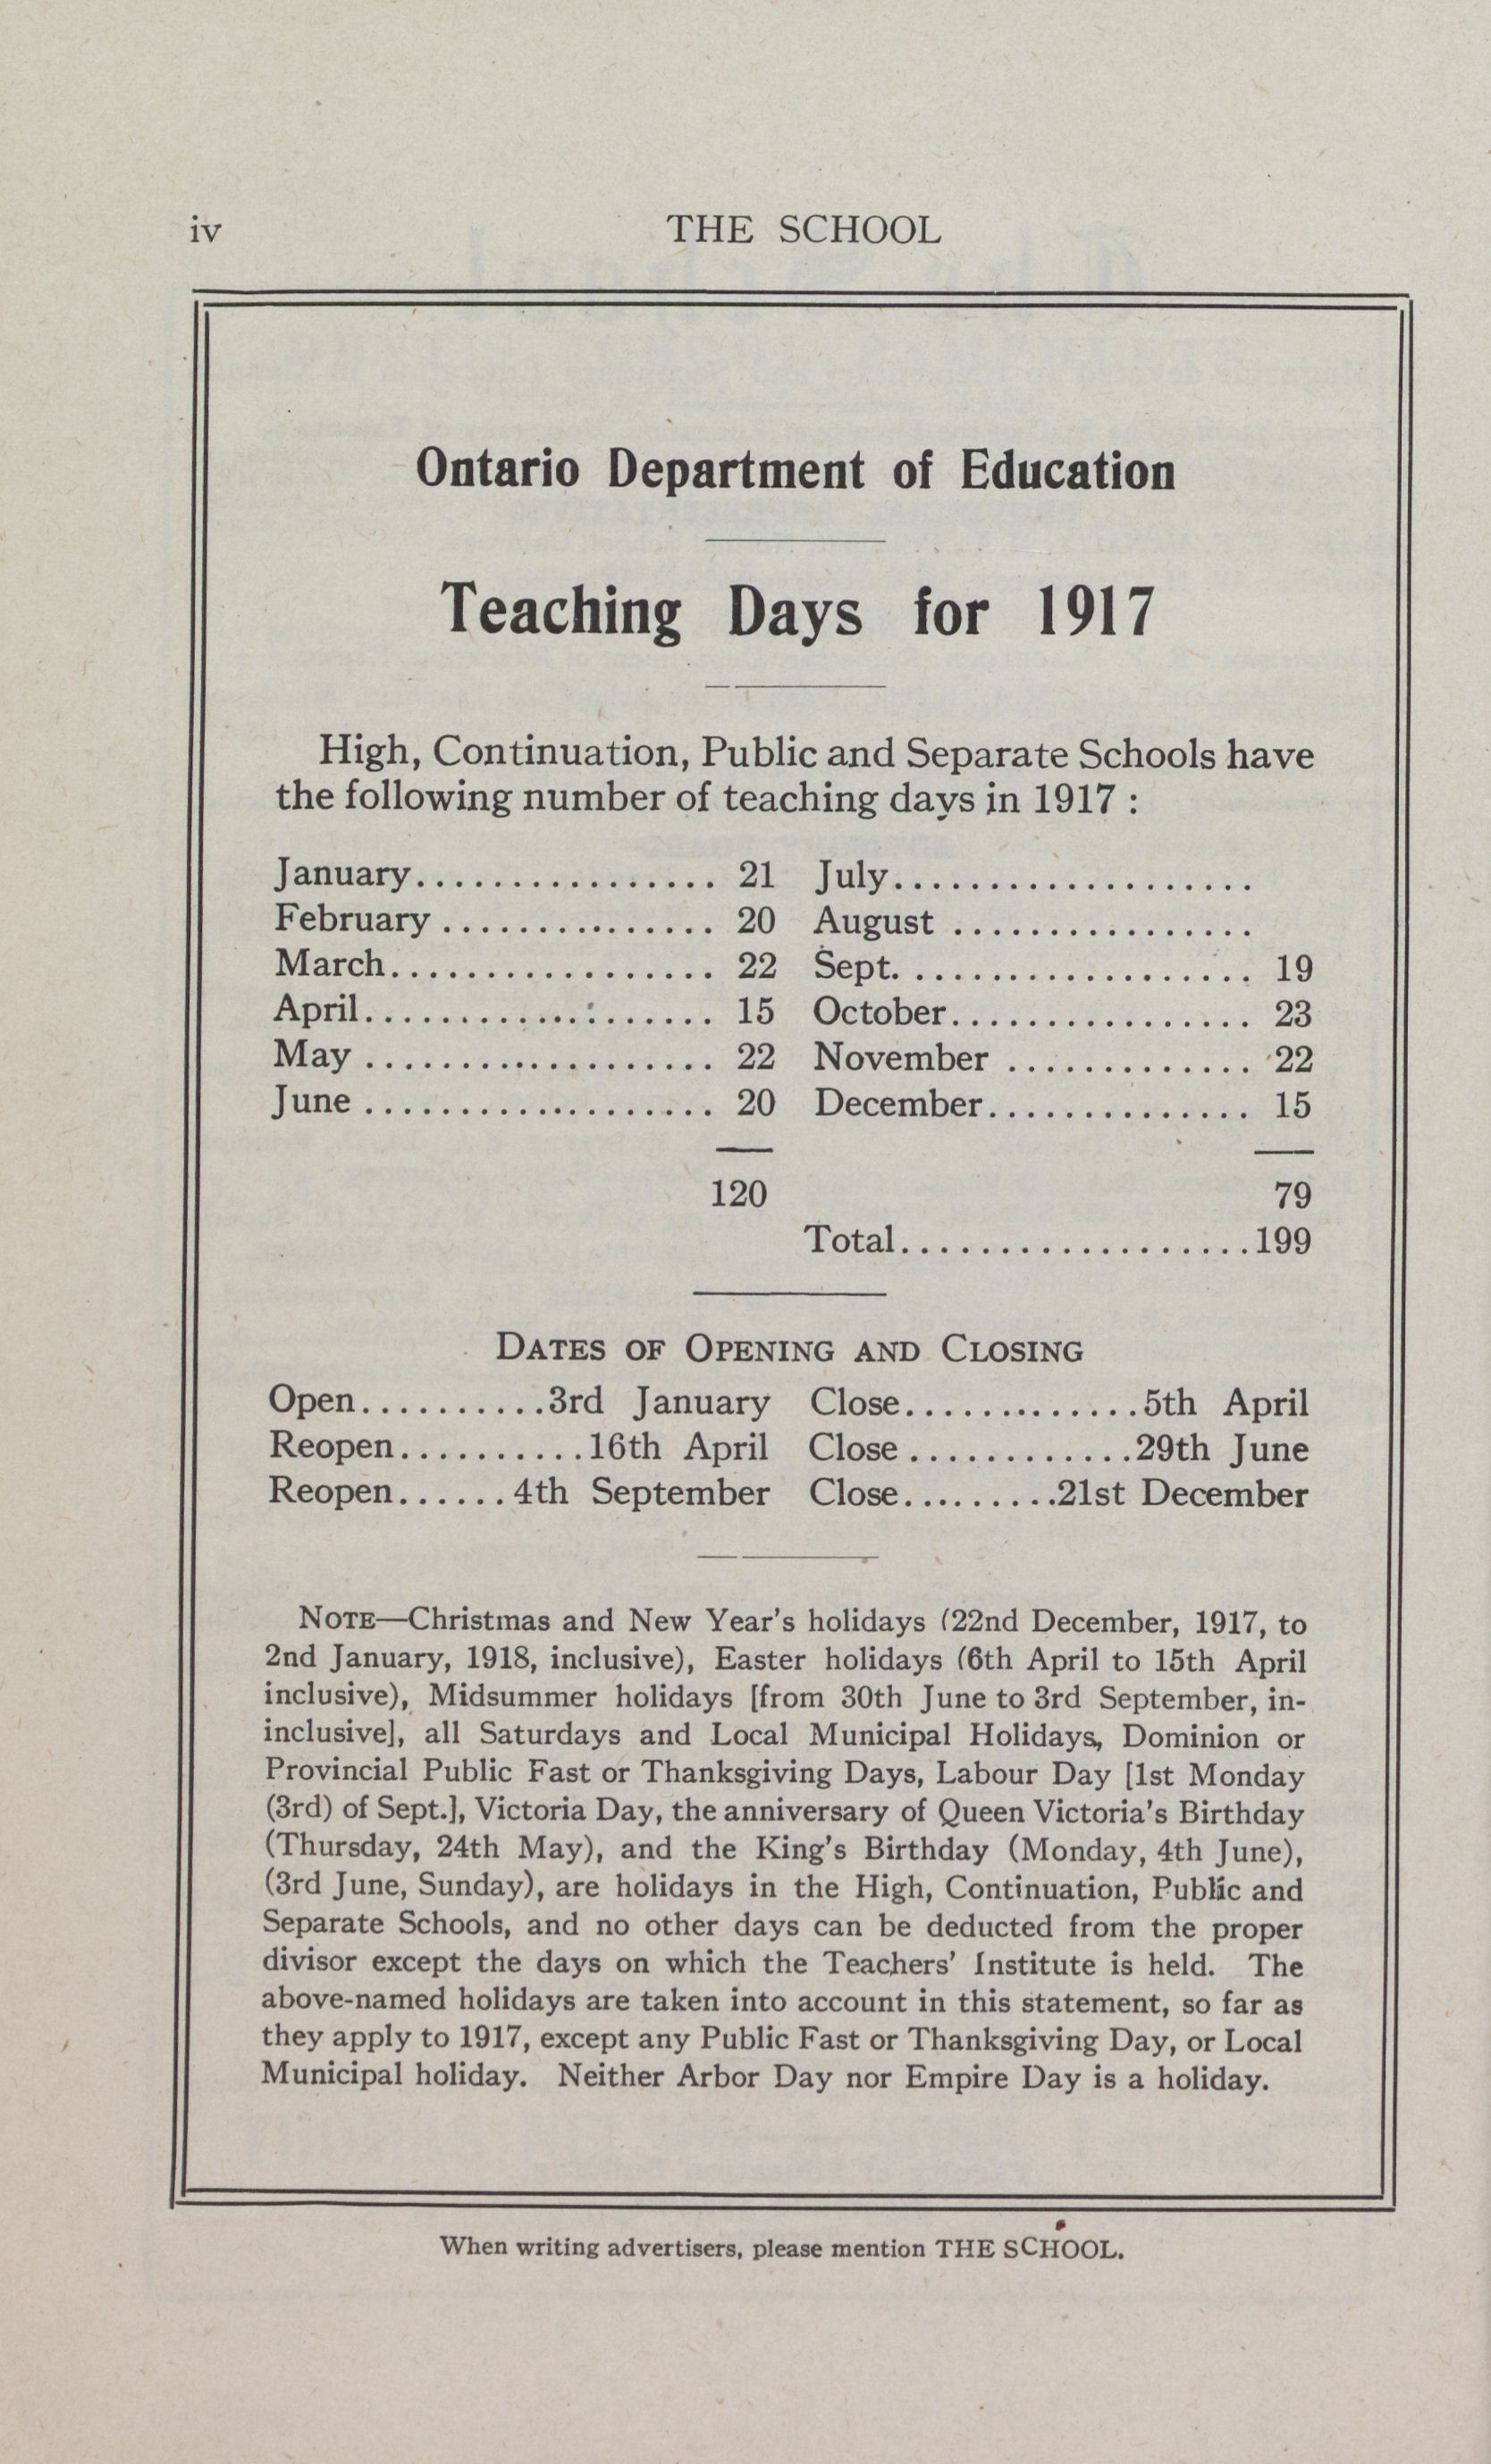 iv THE SCHOOL
Ontario Department of Education
Teaching Days for 1917
High, Continuation, Public and Separate Schools have
the following number of teaching days in 1917 :
January................ 21 July...................
February .............. 20 August ................
March................. 22 Sept. .................. 19
April................... 15 October................ 23
May ................... 22 November ............. 22
June ................... 20 December.............. 15
120 79
Total...................199
DATES OF OPENING AND CLOSING
Open..........3rd January Close.............5th April
Reopen..........16th April Close ............29th June
Reopen......4th September Close.........21st December
NOTE—Christmas and New Year's holidays (22nd December, 1917, to
2nd January, 1918, inclusive), Easter holidays (6th April to 15th April
inclusive), Midsummer holidays [from 30th June to 3rd September, in-
inclusive], all Saturdays and Local Municipal Holidays, Dominion or
Provincial Public Fast or Thanksgiving Days, Labour Day [1st Monday
(3rd) of Sept.], Victoria Day, the anniversary of Queen Victoria's Birthday
(Thursday, 24th May), and the King's Birthday (Monday, 4th June),
(3rd June, Sunday), are holidays in the High, Continuation, Public and
Separate Schools, and no other days can be deducted from the proper
divisor except the days on which the Teachers' Institute is held. The
above-named holidays are taken into account in this statement, so far as
they apply to 1917, except any Public Fast or Thanksgiving Day, or Local
Municipal holiday. Neither Arbor Day nor Empire Day is a holiday.
When writing advertisers, please mention THE SCHOOL.